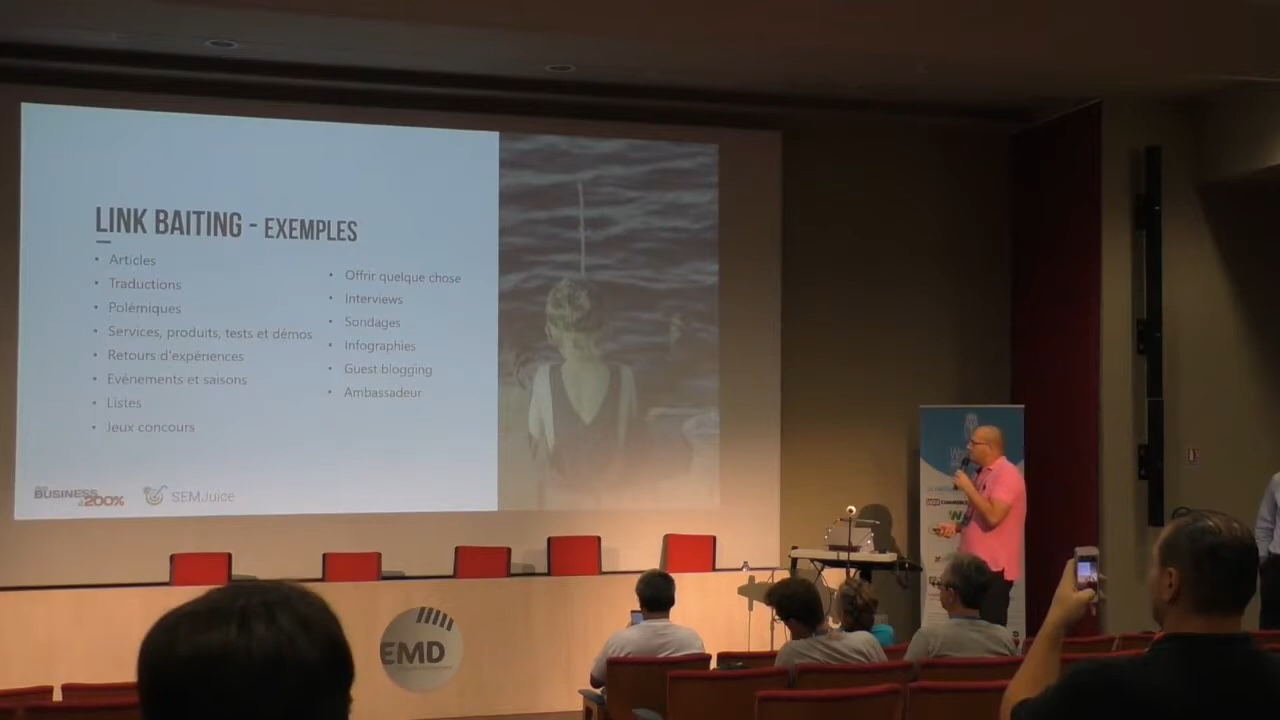 LINK BAITING - EXEMPLES
• Articles
• Traductions
• Polémiques
• Services, produits, tests et démos
• Retours d'expériences
• Evénements et saisons
• Listes
• Jeux concours
• Offrir quelque chose
• Interviews
• Sondages
• Infographies
• Guest blogging
• Ambassadeur
BUSINESS
200%
SEMJuice
EMD